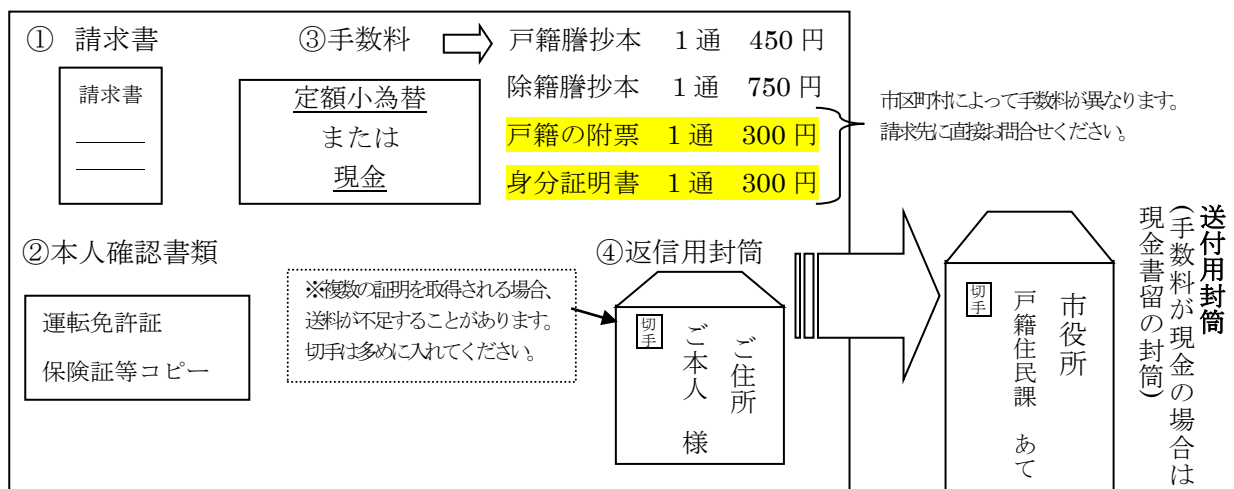 ① 請求書
請求書
③手数料
定額小為替
または
現金
戸籍謄抄本 1通 450円
除籍謄抄本 1通 750円
戸籍の附票 1通 300円
身分証明書 1通 300円
市区町村によって手数料が異なります。
請求先に直接お問合せください。
②本人確認書類
運転免許証
保険証等コピー
※複数の証明を取得される場合、
送料が不足することがあります。
切手は多めに入れてください。
④返信用封筒
切手
ご住所
ご本人 様
送付用封筒
(手数料が現金の場合は
現金書留の封筒)
切手
市役所
戸籍住民課 あて